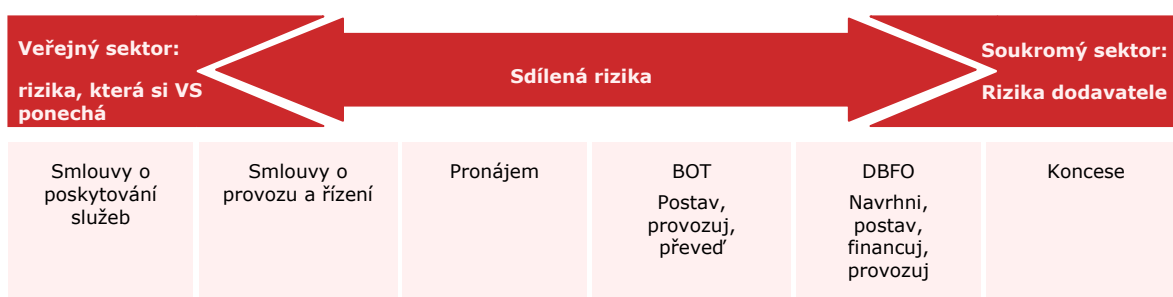 Veřejný sektor:
rizika, která si VS
ponechá
Sdílená rizika
Soukromý sektor:
Rizika dodavatele
Smlouvy o
poskytování
služeb
Smlouvy o
provozu a řízení
Pronájem
BOT
Postav,
provozuj,
převeď
DBFO
Navrhni,
postav,
financuj,
provozuj
Koncese